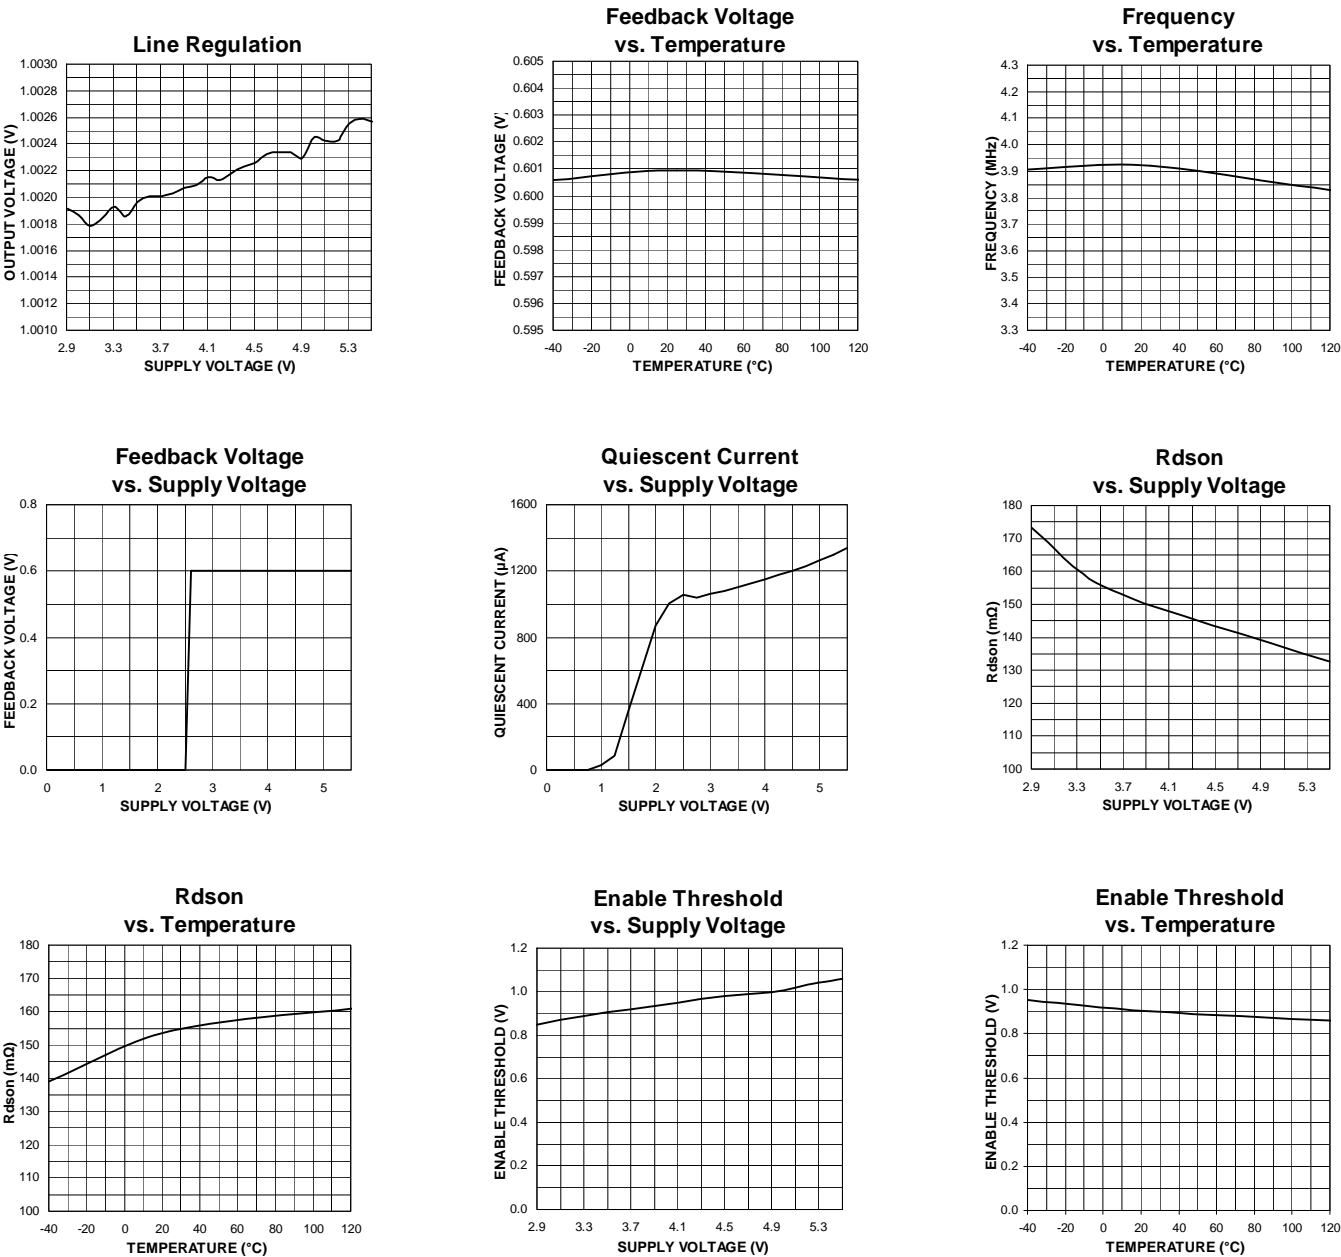 Line Regulation
OUTPUT VOLTAGE (V)
1.0030
1.0028
1.0026
1.0024
1.0022
1.0020
1.0018
1.0016
1.0014
1.0012
1.0010
2.9 3.3 3.7 4.1 4.5 4.9 5.3
SUPPLY VOLTAGE (V)
Feedback Voltage
vs. Temperature
FEEDBACK VOLTAGE (V)
0.605
0.604
0.603
0.602
0.601
0.600
0.599
0.598
0.597
0.596
0.595
-40 -20 0 20 40 60 80 100 120
TEMPERATURE (°C)
Frequency
vs. Temperature
FREQUENCY (MHz)
4.3
4.2
4.1
4.0
3.9
3.8
3.7
3.6
3.5
3.4
3.3
-40 -20 0 20 40 60 80 100 120
TEMPERATURE (°C)
Feedback Voltage
vs. Supply Voltage
FEEDBACK VOLTAGE (V)
0.8
0.6
0.4
0.2
0.0
0 1 2 3 4 5
SUPPLY VOLTAGE (V)
Quiescent Current
vs. Supply Voltage
QUIESCENT CURRENT (µA)
1600
1200
800
400
0
0 1 2 3 4 5
SUPPLY VOLTAGE (V)
Rdson
vs. Supply Voltage
Rdson (mΩ)
180
170
160
150
140
130
120
110
100
2.9 3.3 3.7 4.1 4.5 4.9 5.3
SUPPLY VOLTAGE (V)
Rdson
vs. Temperature
Rdson (mΩ)
180
170
160
150
140
130
120
110
100
-40 -20 0 20 40 60 80 100 120
TEMPERATURE (°C)
Enable Threshold
vs. Supply Voltage
ENABLE THRESHOLD (V)
1.2
1.0
0.8
0.6
0.4
0.2
0.0
2.9 3.3 3.7 4.1 4.5 4.9 5.3
SUPPLY VOLTAGE (V)
Enable Threshold
vs. Temperature
ENABLE THRESHOLD (V)
1.2
1.0
0.8
0.6
0.4
0.2
0.0
-40 -20 0 20 40 60 80 100 120
TEMPERATURE (°C)